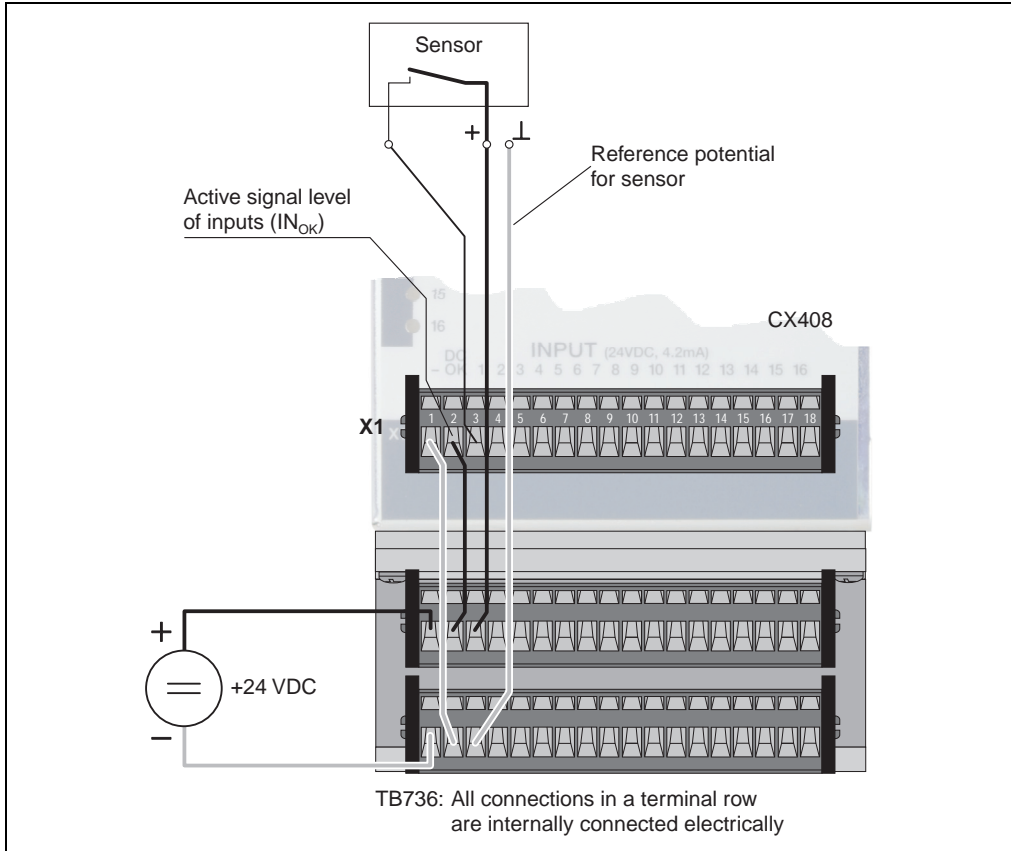 Sensor
+ ⊥
Reference potential
for sensor
Active signal level
of inputs (IN_OK)
CX408
15
16
INPUT (24VDC, 4.2mA)
DC
– OK 1 2 3 4 5 6 7 8 9 10 11 12 13 14 15 16
X1
1 2 3 4 5 6 7 8 9 10 11 12 13 14 15 16 17 18
+
+24 VDC
–
TB736: All connections in a terminal row
are internally connected electrically